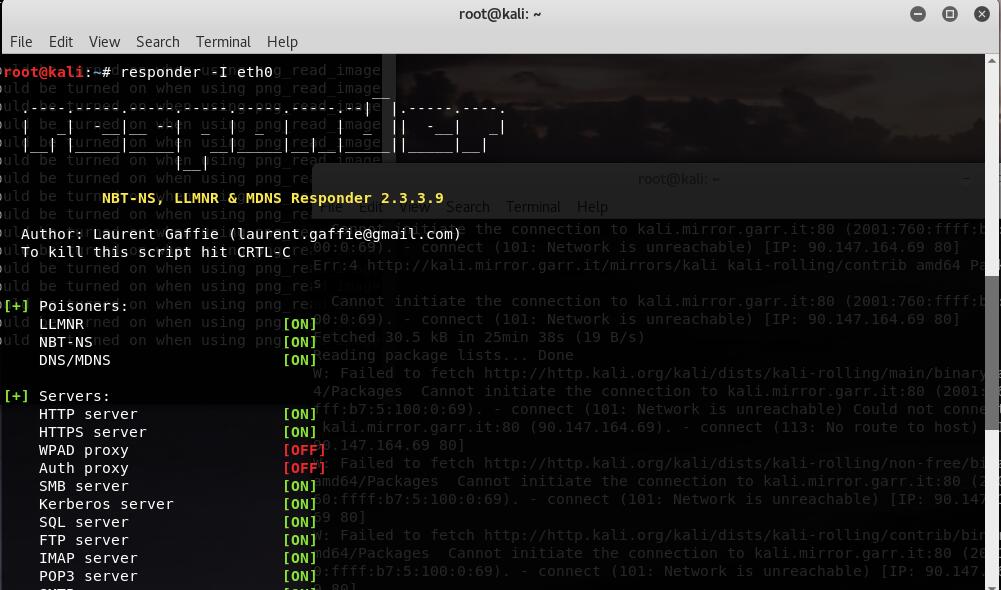 root@kali: ~
File Edit View Search Terminal Help
root@kali:~# responder -I eth0
NBT-NS, LLMNR & MDNS Responder 2.3.3.9
Author: Laurent Gaffie (laurent.gaffie@gmail.com)
To kill this script hit CRTL-C
[+] Poisoners:
LLMNR [ON]
NBT-NS [ON]
DNS/MDNS [ON]
[+] Servers:
HTTP server [ON]
HTTPS server [ON]
WPAD proxy [OFF]
Auth proxy [OFF]
SMB server [ON]
Kerberos server [ON]
SQL server [ON]
FTP server [ON]
IMAP server [ON]
POP3 server [ON]
root@kali: ~
File Edit View Search Terminal Help
the connection to kali.mirror.garr.it:80 (2001:760:ffff:b
00:0:69). - connect (101: Network is unreachable) [IP: 90.147.164.69 80]
Err:4 http://kali.mirror.garr.it/mirrors/kali kali-rolling/contrib amd64
Cannot initiate the connection to kali.mirror.garr.it:80 (2001:760:ffff:b
00:0:69). - connect (101: Network is unreachable) [IP: 90.147.164.69 80]
Fetched 30.5 kB in 25min 38s (19 B/s)
Reading package lists... Done
W: Failed to fetch http://http.kali.org/kali/dists/kali-rolling/main/binary
4/Packages Cannot initiate the connection to kali.mirror.garr.it:80 (2001:
fff:b7:5:100:0:69). - connect (101: Network is unreachable) Could not conne
kali.mirror.garr.it:80 (90.147.164.69). - connect (113: No route to host)
0.147.164.69 80]
W: Failed to fetch http://http.kali.org/kali/dists/kali-rolling/non-free/bi
md64/Packages Cannot initiate the connection to kali.mirror.garr.it:80 (2
0:ffff:b7:5:100:0:69). - connect (101: Network is unreachable) [IP: 90.147
69 80]
W: Failed to fetch http://http.kali.org/kali/dists/kali-rolling/contrib/bin
md64/Packages Cannot initiate the connection to kali.mirror.garr.it:80 (20
0:ffff:b7:5:100:0:69). - connect (101: Network is unreachable) [IP: 90.147